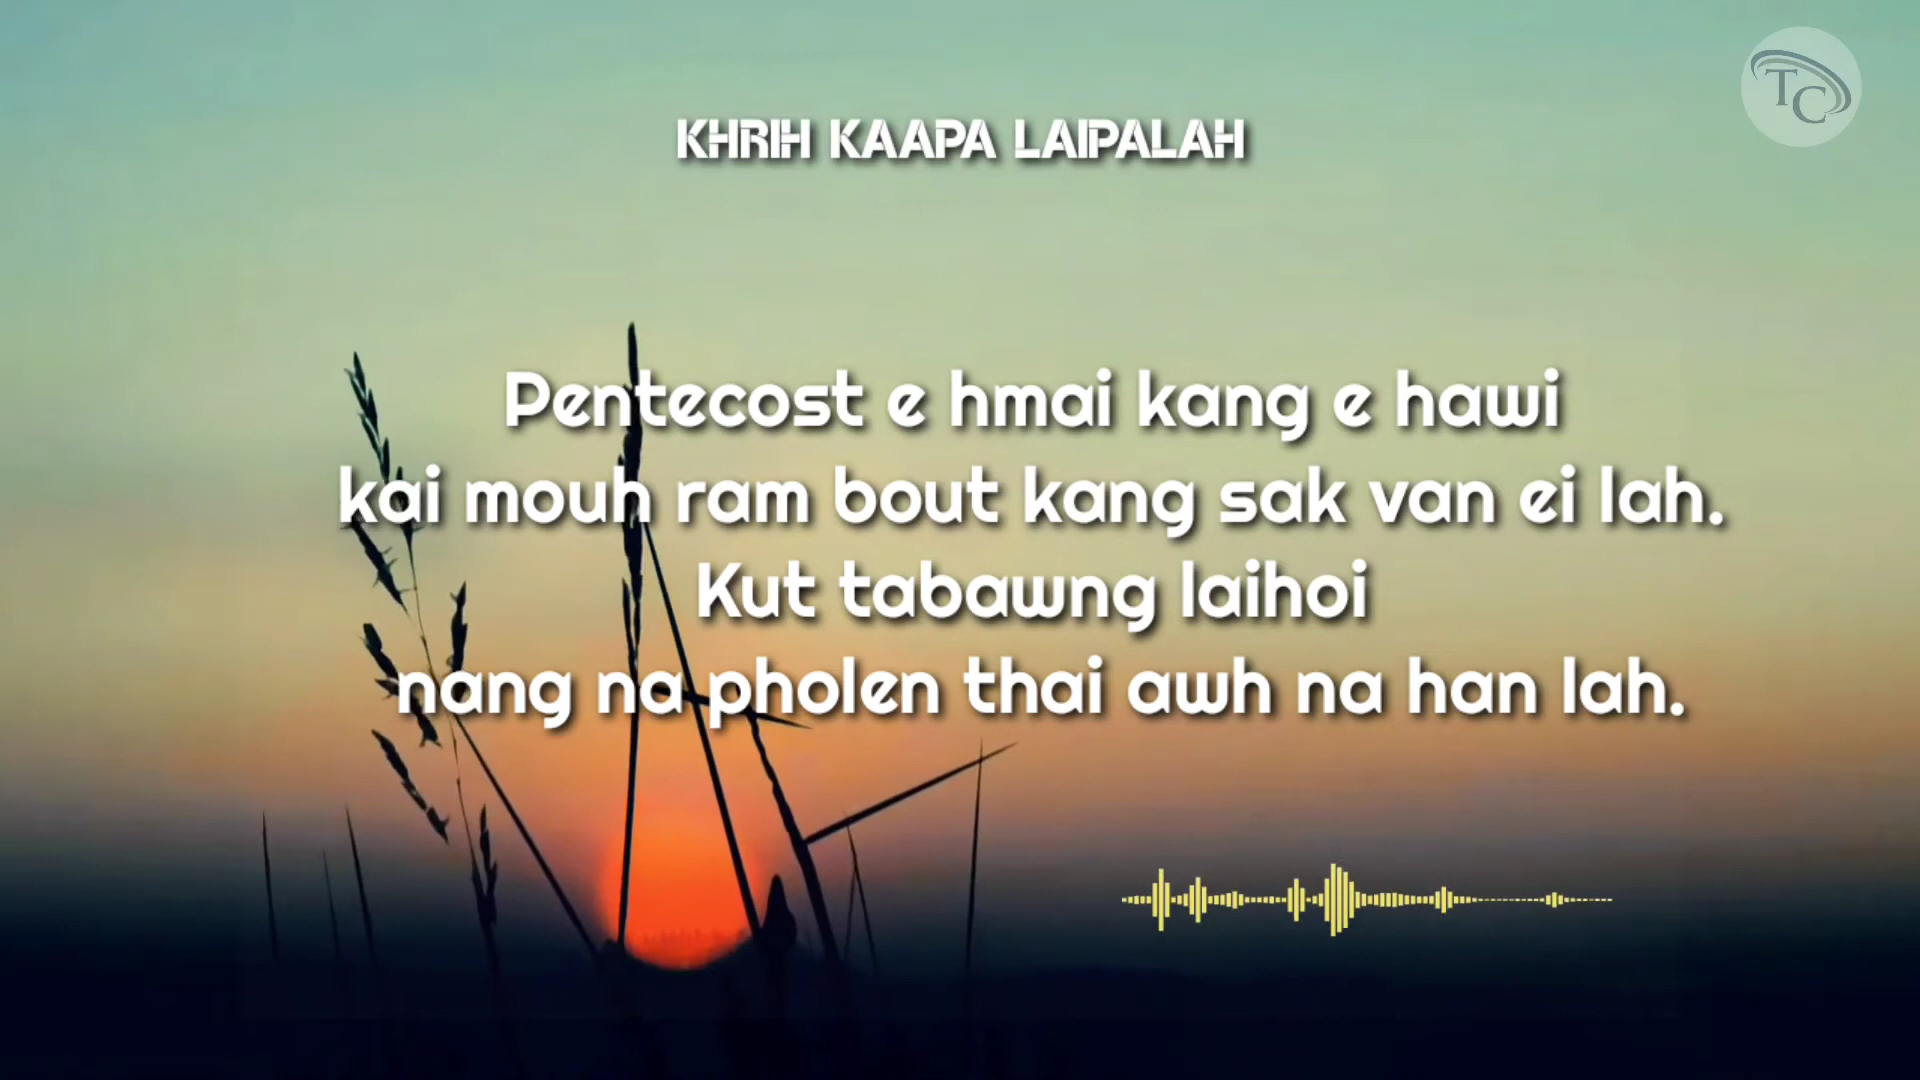 TC
KHRIH KAAPA LAIPALAH
Pentecost e hmai kang e hawi
kai mouh ram bout kang sak van ei lah.
Kut tabawng laihoi
nang na pholen thai awh na han lah.